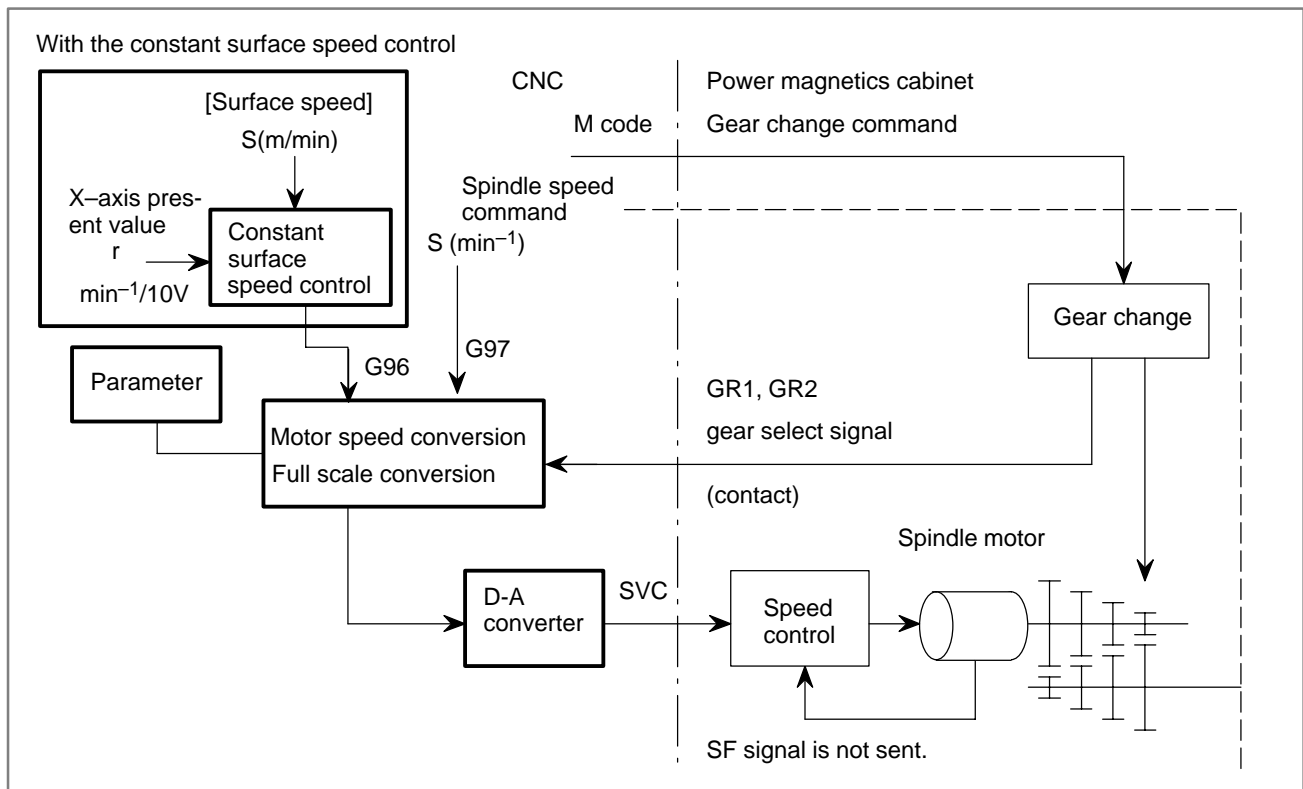 With the constant surface speed control
CNC
Power magnetics cabinet
[Surface speed]
S(m/min)
M code
Gear change command
X–axis pres-
ent value
r
min⁻¹/10V
Constant
surface
speed control
Spindle speed
command
S (min⁻¹)
Gear change
G96
G97
Parameter
GR1, GR2
gear select signal
(contact)
Motor speed conversion
Full scale conversion
Spindle motor
D-A
converter
SVC
Speed
control
SF signal is not sent.